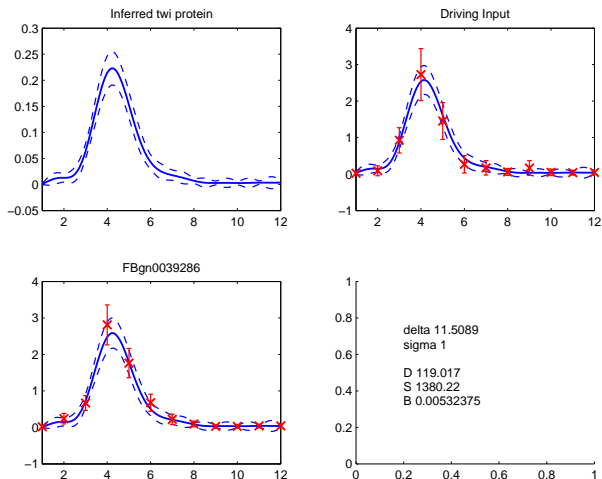 Inferred twi protein
0.3
0.25
0.2
0.15
0.1
0.05
0
−0.05
2 4 6 8 10 12
Driving Input
4
3
2
1
0
−1
2 4 6 8 10 12
FBgn0039286
4
3
2
1
0
−1
2 4 6 8 10 12
1
0.8
0.6
0.4
0.2
0
delta 11.5089
sigma 1
D 119.017
S 1380.22
B 0.00532375
0 0.2 0.4 0.6 0.8 1